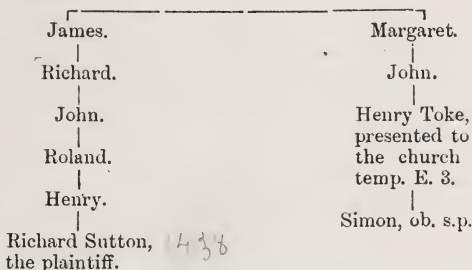 James.
Margaret.
Richard.
John.
John.
Henry Toke,
presented to
the church
temp. E. 3.
Roland.
Henry.
Simon, ob. s.p.
Richard Sutton,
the plaintiff.
1438